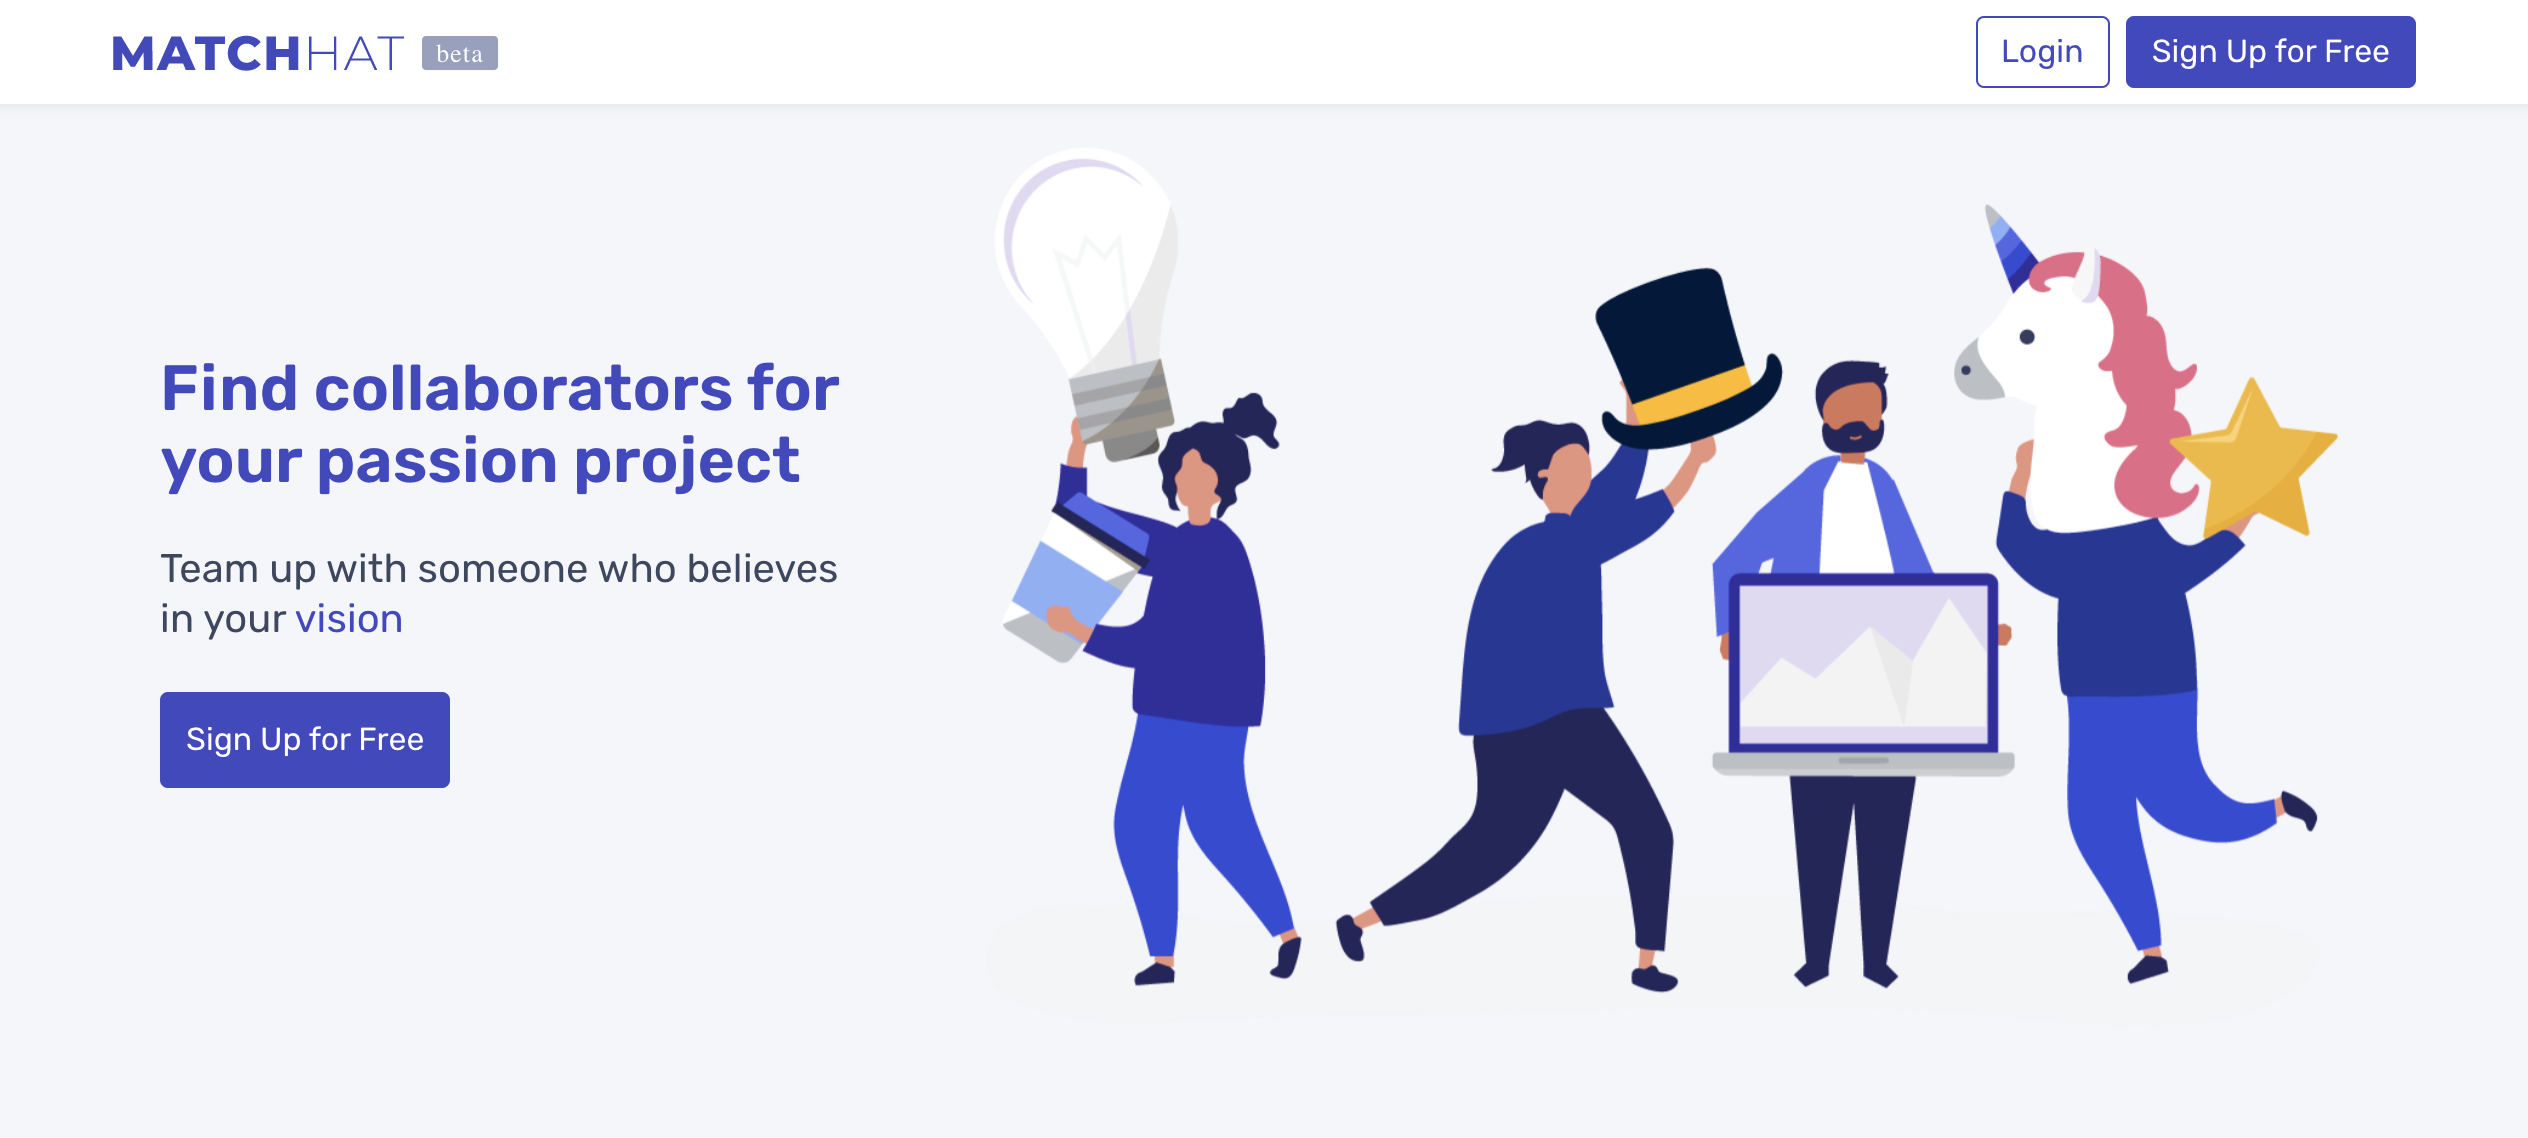 MATCHHAT beta
Login
Sign Up for Free
Find collaborators for
your passion project
Team up with someone who believes
in your vision
Sign Up for Free